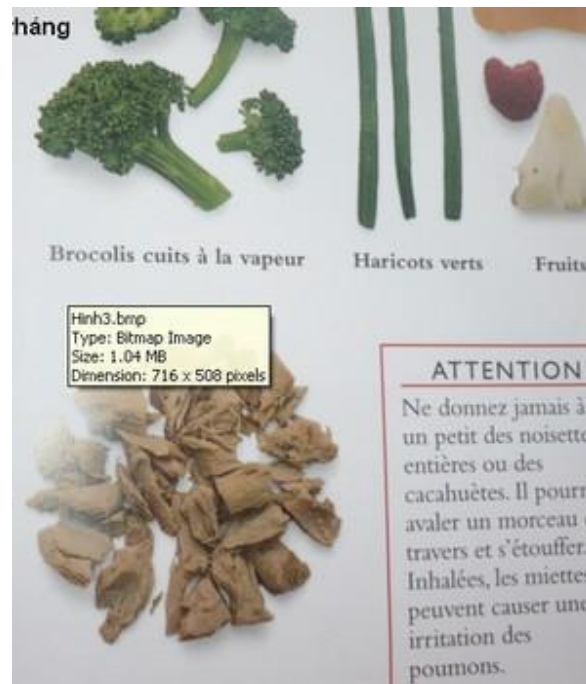 háng
Brocolis cuits à la vapeur
Haricots verts
Fruits
Hinh3.bmp
Type: Bitmap Image
Size: 1.04 MB
Dimension: 716 x 508 pixels
ATTENTION
Ne donnez jamais à
un petit des noisette
entières ou des
cacahuètes. Il pourr
avaler un morceau
travers et s'étouffer.
Inhalées, les miettes
peuvent causer une
irritation des
poumons.